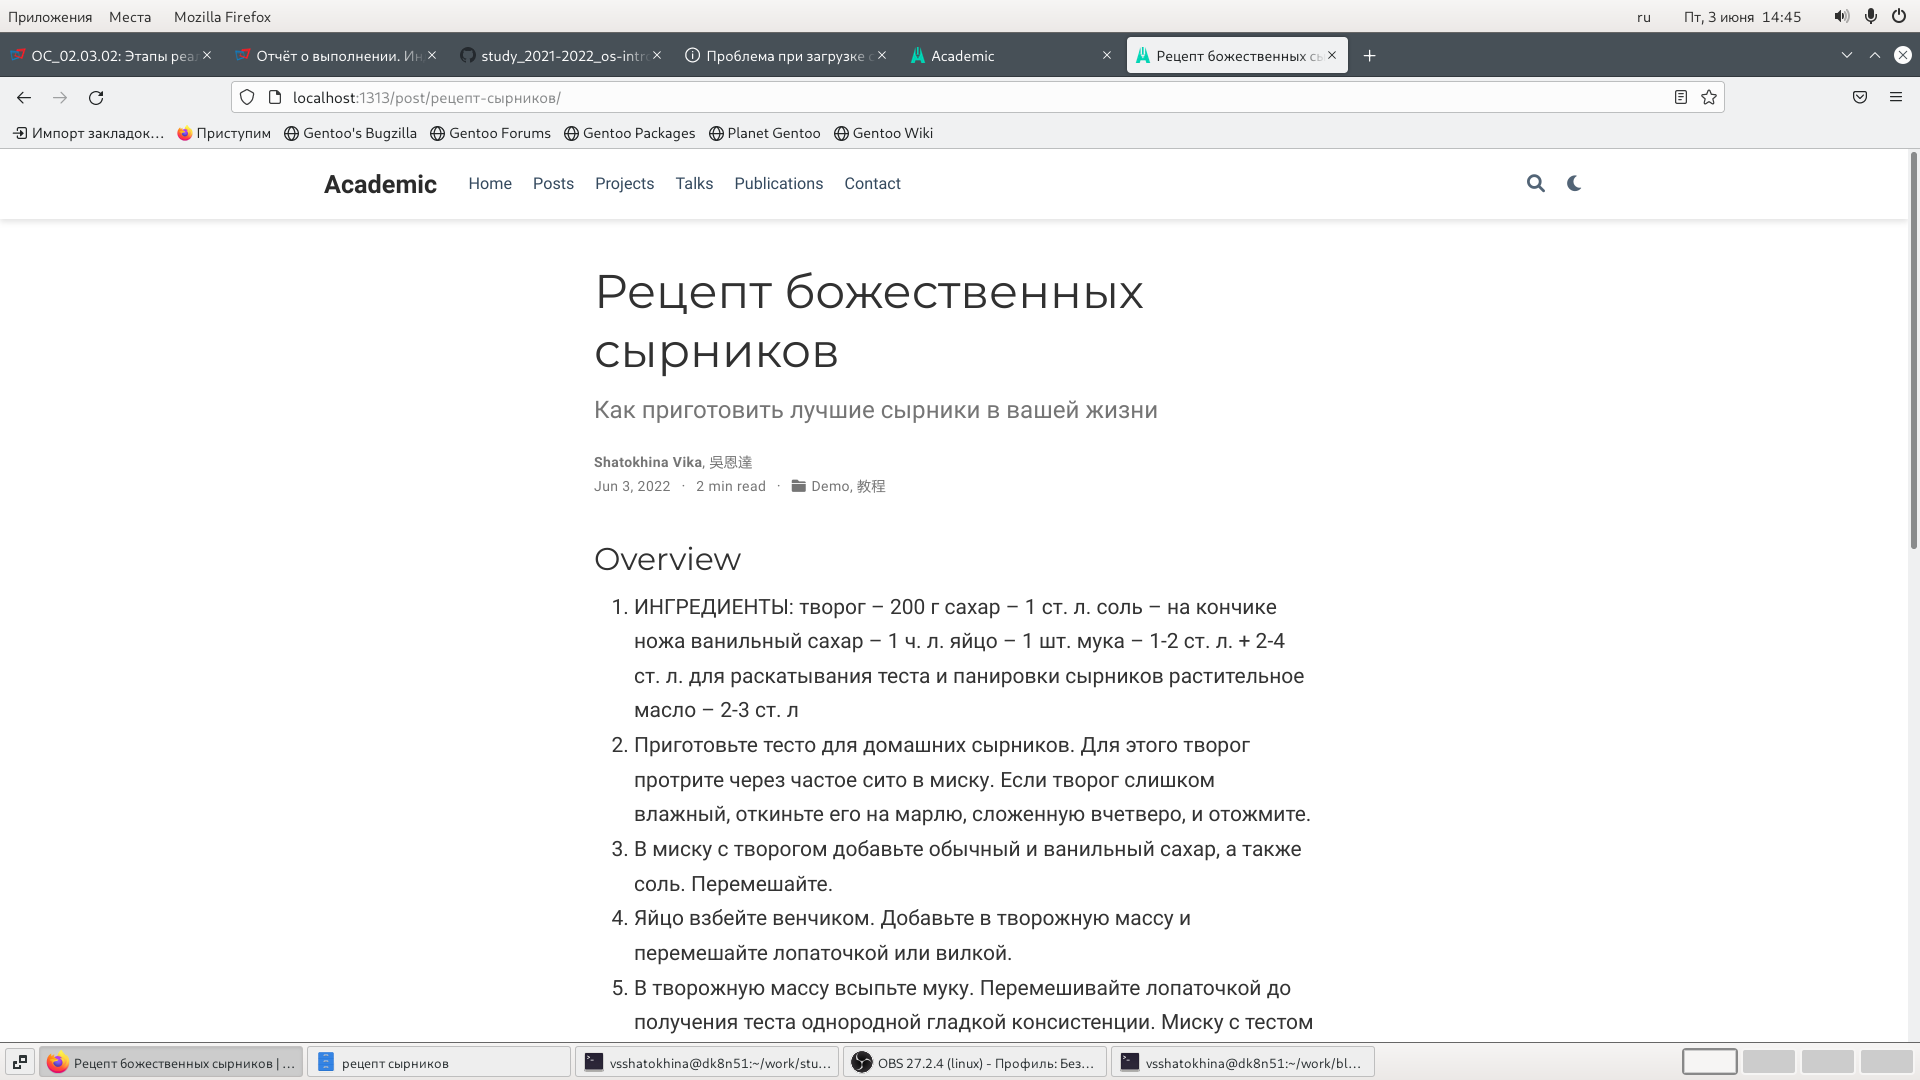 Приложения Места Mozilla Firefox ru Пт, 3 июня 14:45
ОС_02.03.02: Этапы реа Отчёт о выполнении. Ин study_2021-2022_os-intr Проблема при загрузке с Academic Рецепт божественных сы
localhost:1313/post/рецепт-сырников/
Импорт закладок… Приступим Gentoo's Bugzilla Gentoo Forums Gentoo Packages Planet Gentoo Gentoo Wiki
Academic Home Posts Projects Talks Publications Contact
Рецепт божественных
сырников
Как приготовить лучшие сырники в вашей жизни
Shatokhina Vika, 吳恩達
Jun 3, 2022 · 2 min read · Demo, 教程
Overview
1. ИНГРЕДИЕНТЫ: творог – 200 г сахар – 1 ст. л. соль – на кончике
ножа ванильный сахар – 1 ч. л. яйцо – 1 шт. мука – 1-2 ст. л. + 2-4
ст. л. для раскатывания теста и панировки сырников растительное
масло – 2-3 ст. л
2. Приготовьте тесто для домашних сырников. Для этого творог
протрите через частое сито в миску. Если творог слишком
влажный, откиньте его на марлю, сложенную вчетверо, и отожмите.
3. В миску с творогом добавьте обычный и ванильный сахар, а также
соль. Перемешайте.
4. Яйцо взбейте венчиком. Добавьте в творожную массу и
перемешайте лопаточкой или вилкой.
5. В творожную массу всыпьте муку. Перемешивайте лопаточкой до
получения теста однородной гладкой консистенции. Миску с тестом
Рецепт божественных сырников | … рецепт сырников vsshatokhina@dk8n51:~/work/stu… OBS 27.2.4 (linux) - Профиль: Без… vsshatokhina@dk8n51:~/work/bl…